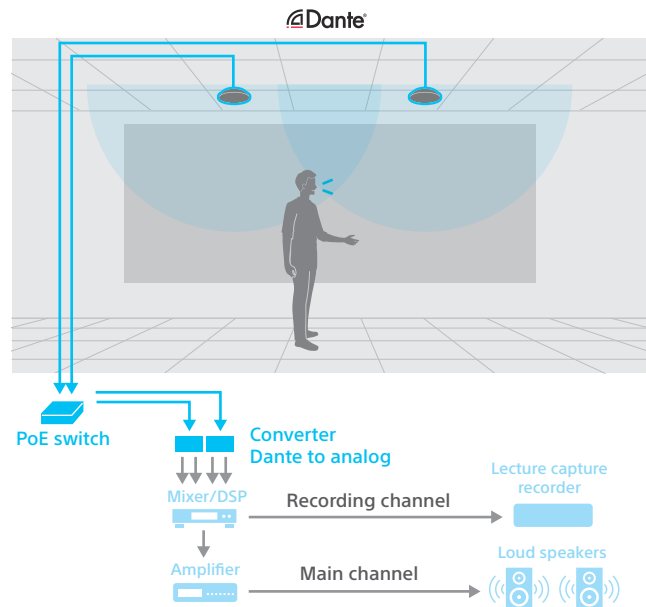 Dante®
PoE switch
Converter
Dante to analog
Mixer/DSP
Recording channel
Lecture capture
recorder
Amplifier
Main channel
Loud speakers